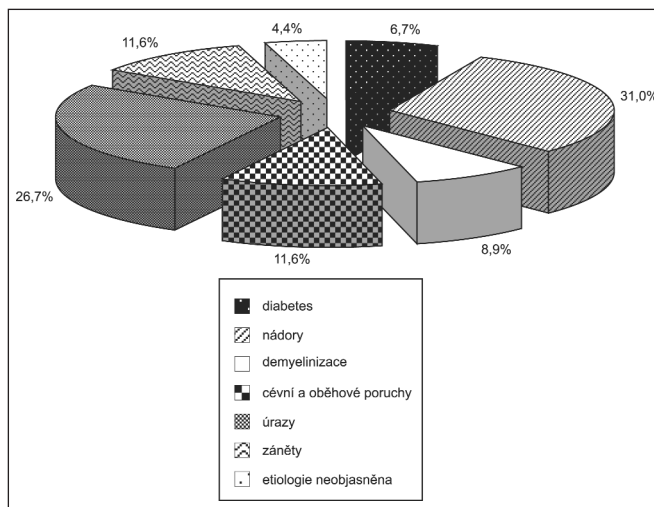 4,4%
6,7%
11,6%
31,0%
26,7%
8,9%
11,6%
diabetes
nádory
demyelinizace
cévní a oběhové poruchy
úrazy
záněty
etiologie neobjasněna